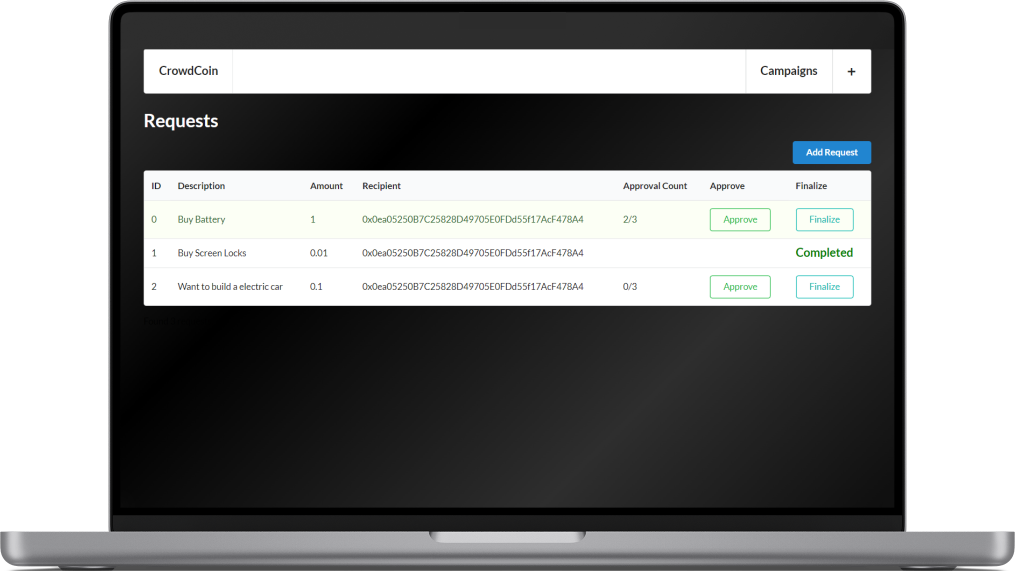 CrowdCoin Campaigns +
Requests
Add Request
ID Description Amount Recipient Approval Count Approve Finalize
0 Buy Battery 1 0x0ea05250B7C25828D49705E0FDd55f17AcF478A4 2/3 Approve Finalize
1 Buy Screen Locks 0.01 0x0ea05250B7C25828D49705E0FDd55f17AcF478A4 Completed
2 Want to build a electric car 0.1 0x0ea05250B7C25828D49705E0FDd55f17AcF478A4 0/3 Approve Finalize